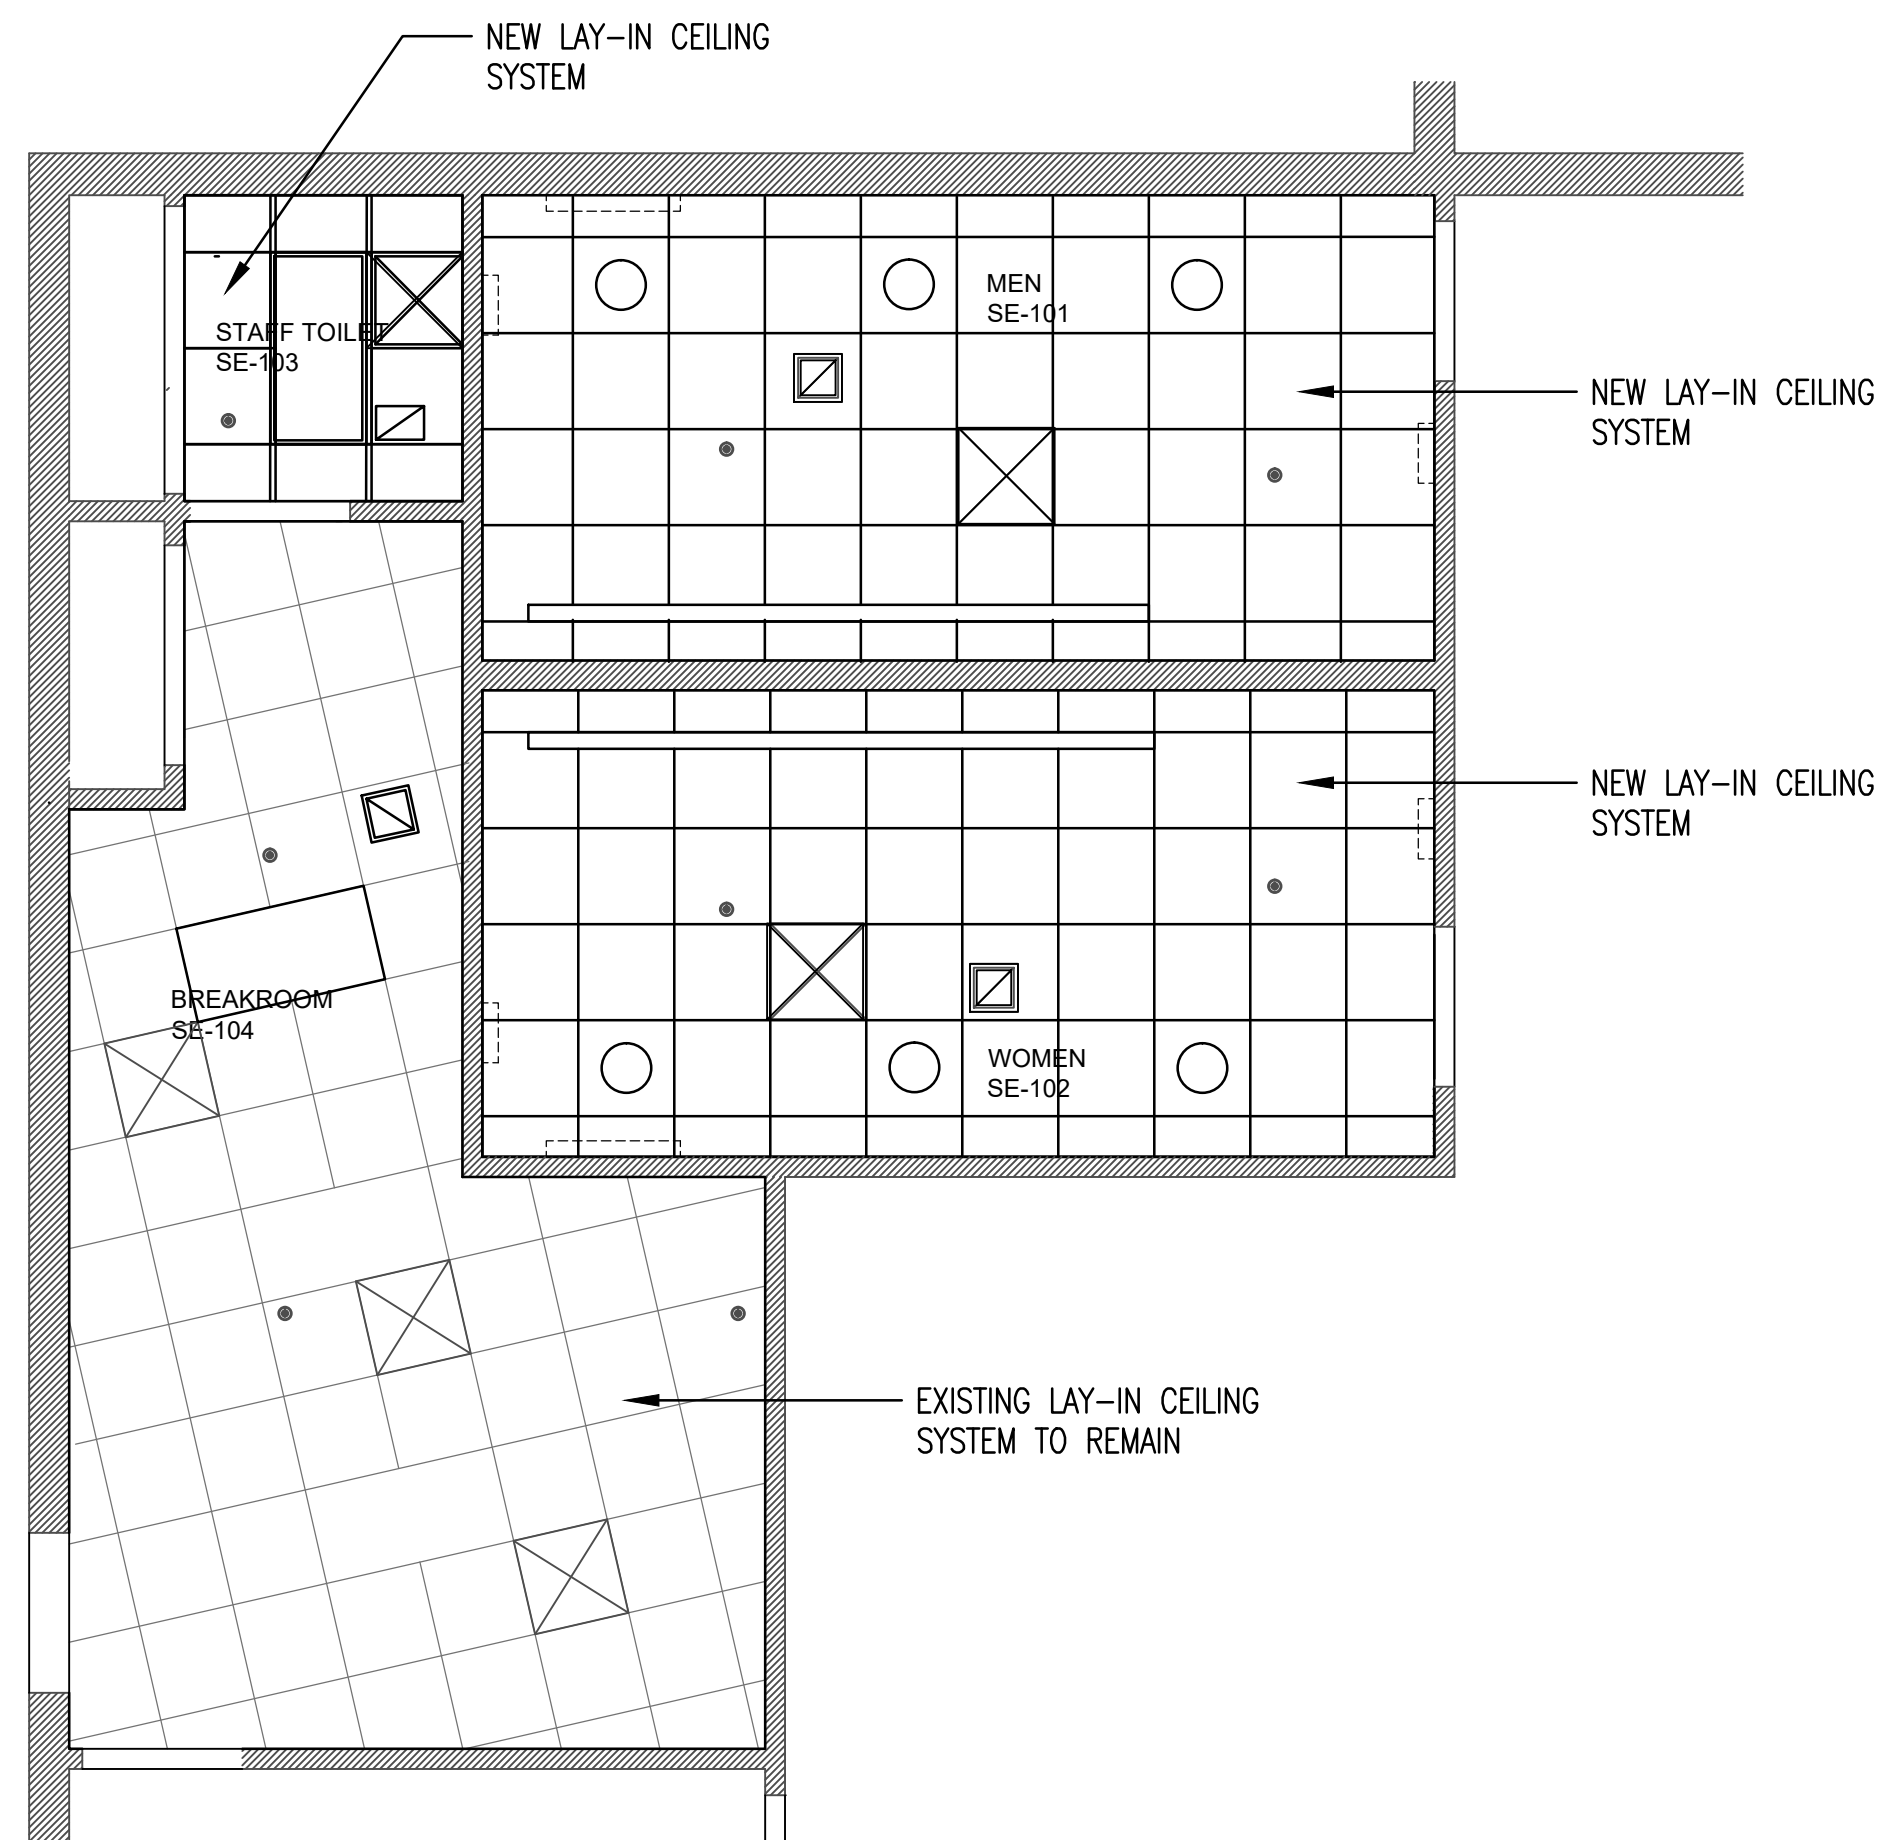 NEW LAY-IN CEILING
SYSTEM
MEN
SE-101
STAFF TOILET
SE-103
NEW LAY-IN CEILING
SYSTEM
NEW LAY-IN CEILING
SYSTEM
BREAKROOM
SE-104
WOMEN
SE-102
EXISTING LAY-IN CEILING
SYSTEM TO REMAIN